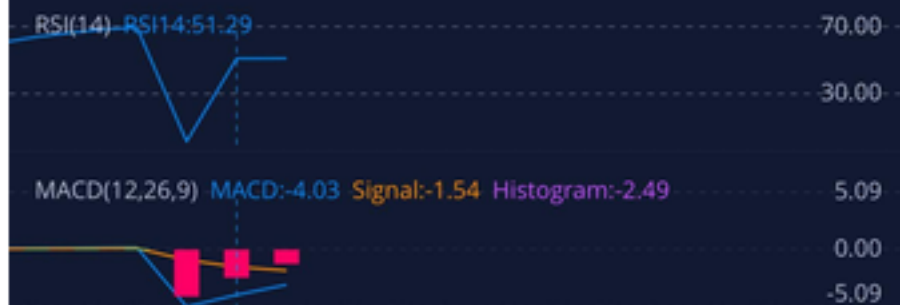 RSI(14) RSI14:51.29 70.00
30.00
MACD(12,26,9) MACD:-4.03 Signal:-1.54 Histogram:-2.49 5.09
0.00
-5.09